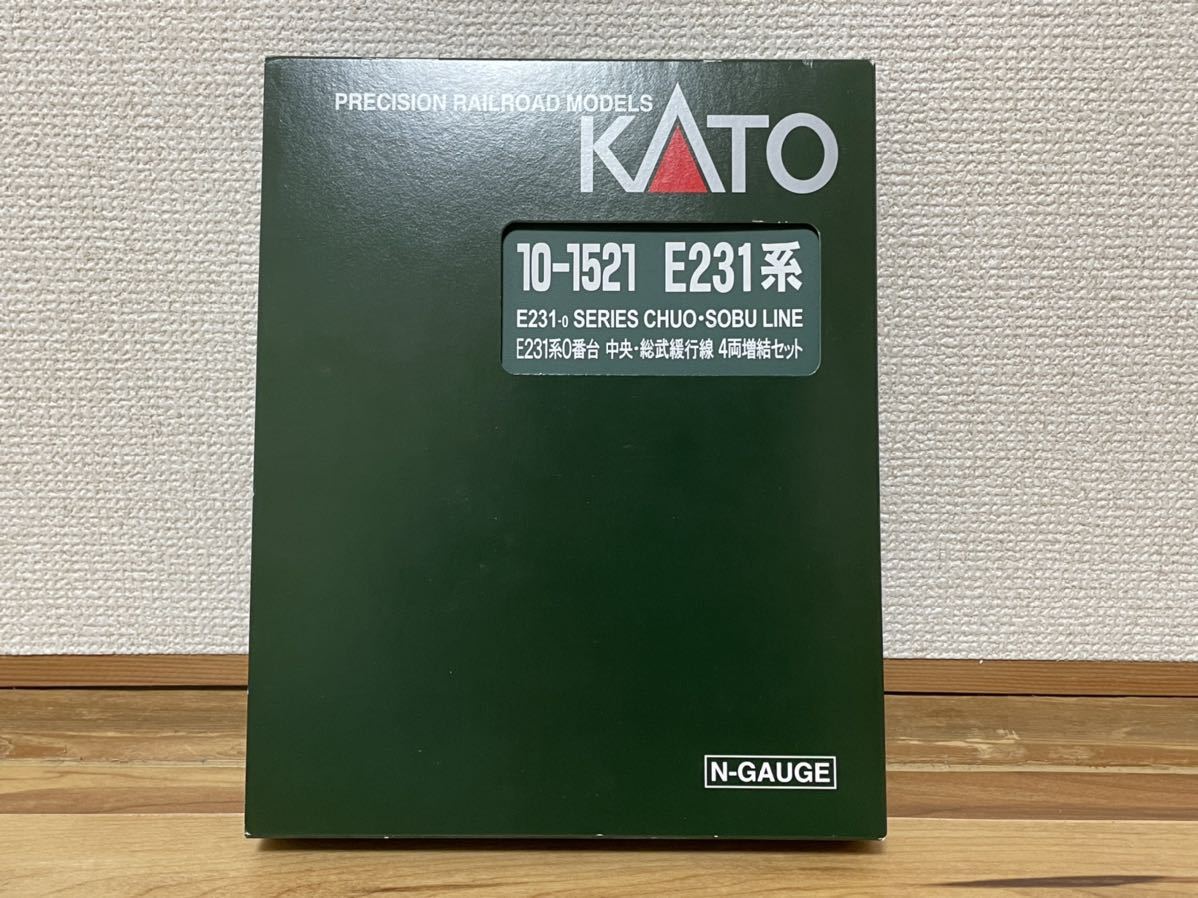 PRECISION RAILROAD MODELS
KATO
10-1521 E231系
E231-0 SERIES CHUO・SOBU LINE
E231系0番台 中央・総武緩行線 4両増結セット
N-GAUGE